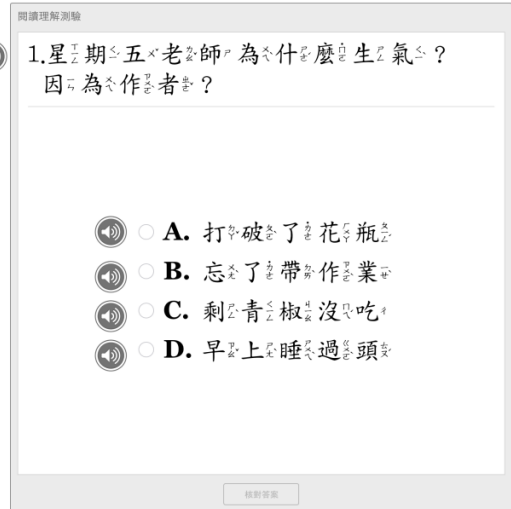 閱讀理解測驗
1.星期五老師為什麼生氣？
因為作者？
A. 打破了花瓶
B. 忘了帶作業
C. 剩青椒沒吃
D. 早上睡過頭
核對答案